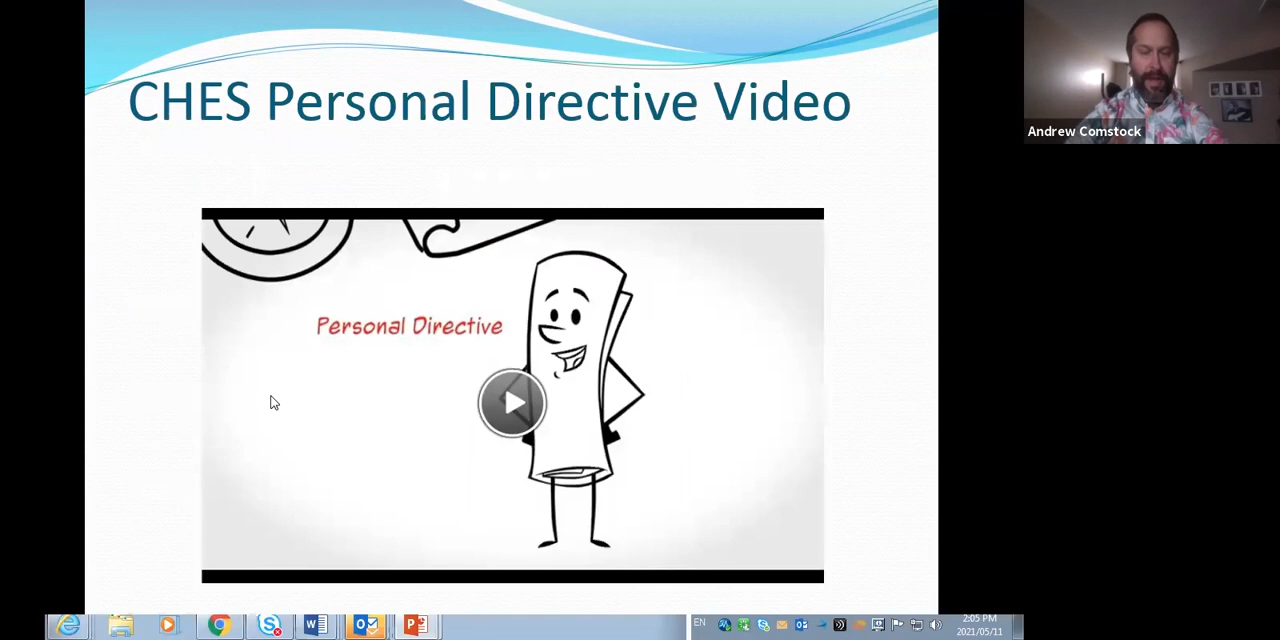 CHES Personal Directive Video
Andrew Comstock
Personal Directive
EN
2:05 PM
2021/05/11